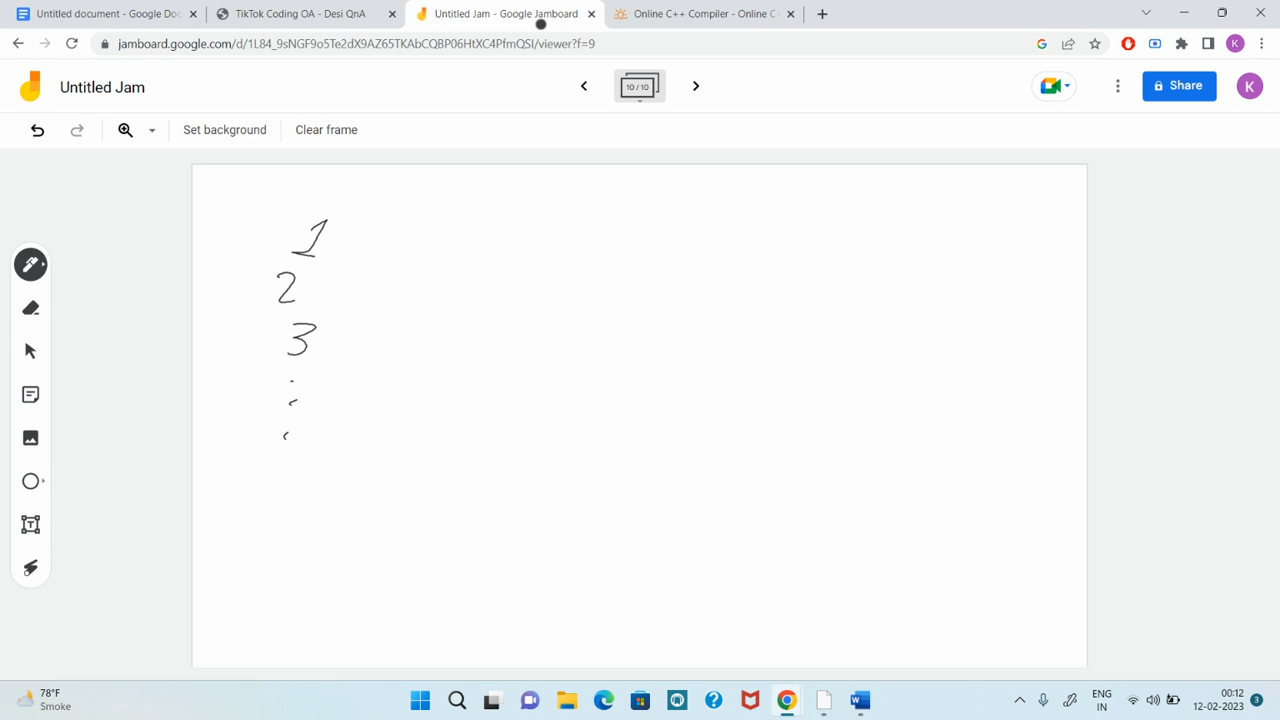 Untitled document - Google Doc
TikTok Coding OA - Desi QnA
Untitled Jam - Google Jamboard
Online C++ Compiler - Online C
jamboard.google.com/d/1L84_9sNGF9o5Te2dX9AZ65TKAbCQBP06HtXC4PfmQSI/viewer?f=9
K
Untitled Jam
10 / 10
Share
K
Set background
Clear frame
1
2
3
T
78°F
Smoke
W
ENG
IN
00:12
12-02-2023
3